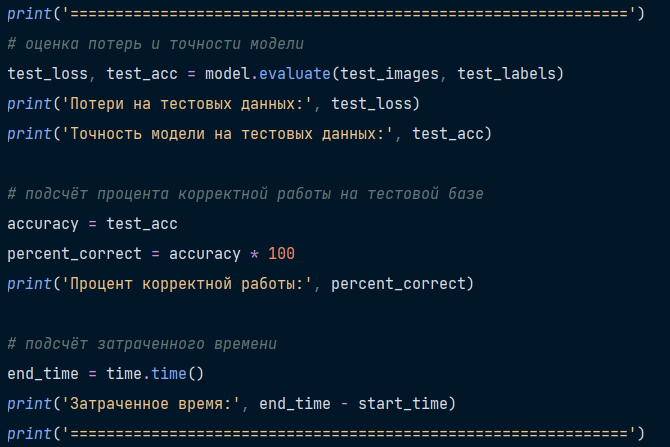 print('==============================================================')
# оценка потерь и точности модели
test_loss, test_acc = model.evaluate(test_images, test_labels)
print('Потери на тестовых данных:', test_loss)
print('Точность модели на тестовых данных:', test_acc)
# подсчёт процента корректной работы на тестовой базе
accuracy = test_acc
percent_correct = accuracy * 100
print('Процент корректной работы:', percent_correct)
# подсчёт затраченного времени
end_time = time.time()
print('Затраченное время:', end_time - start_time)
print('==============================================================')